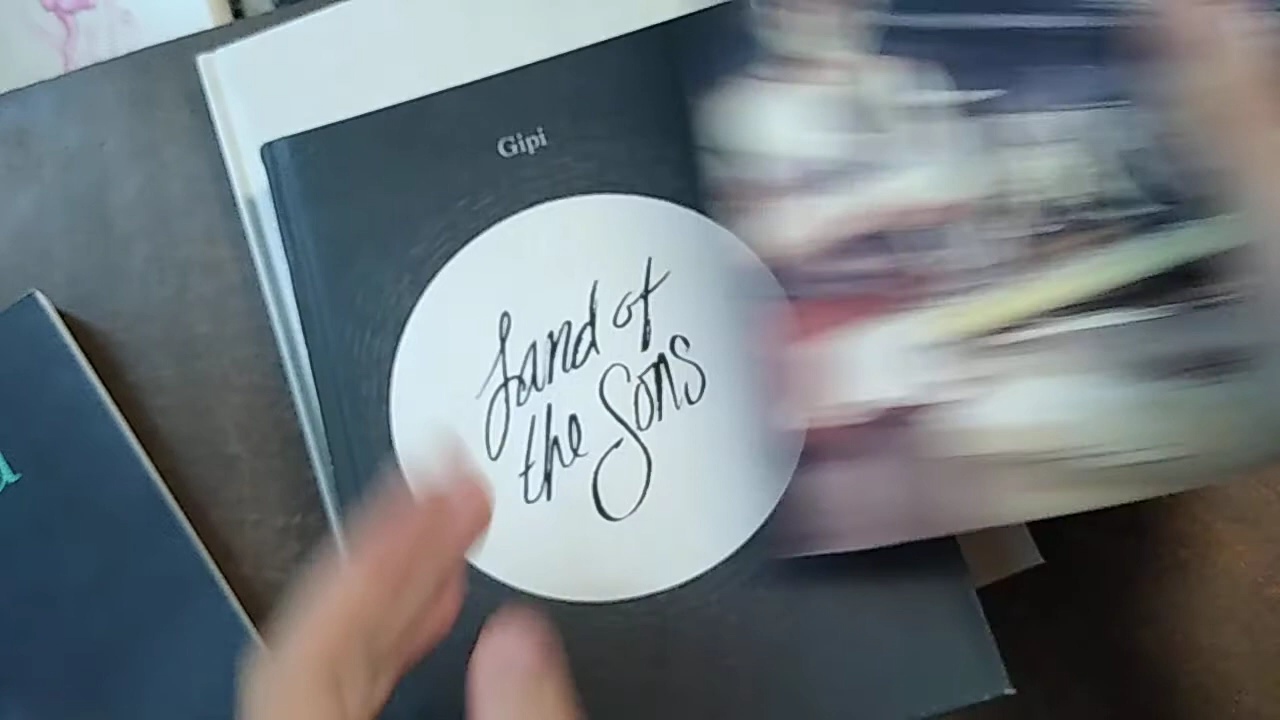 Gipi
Land of
the Sons